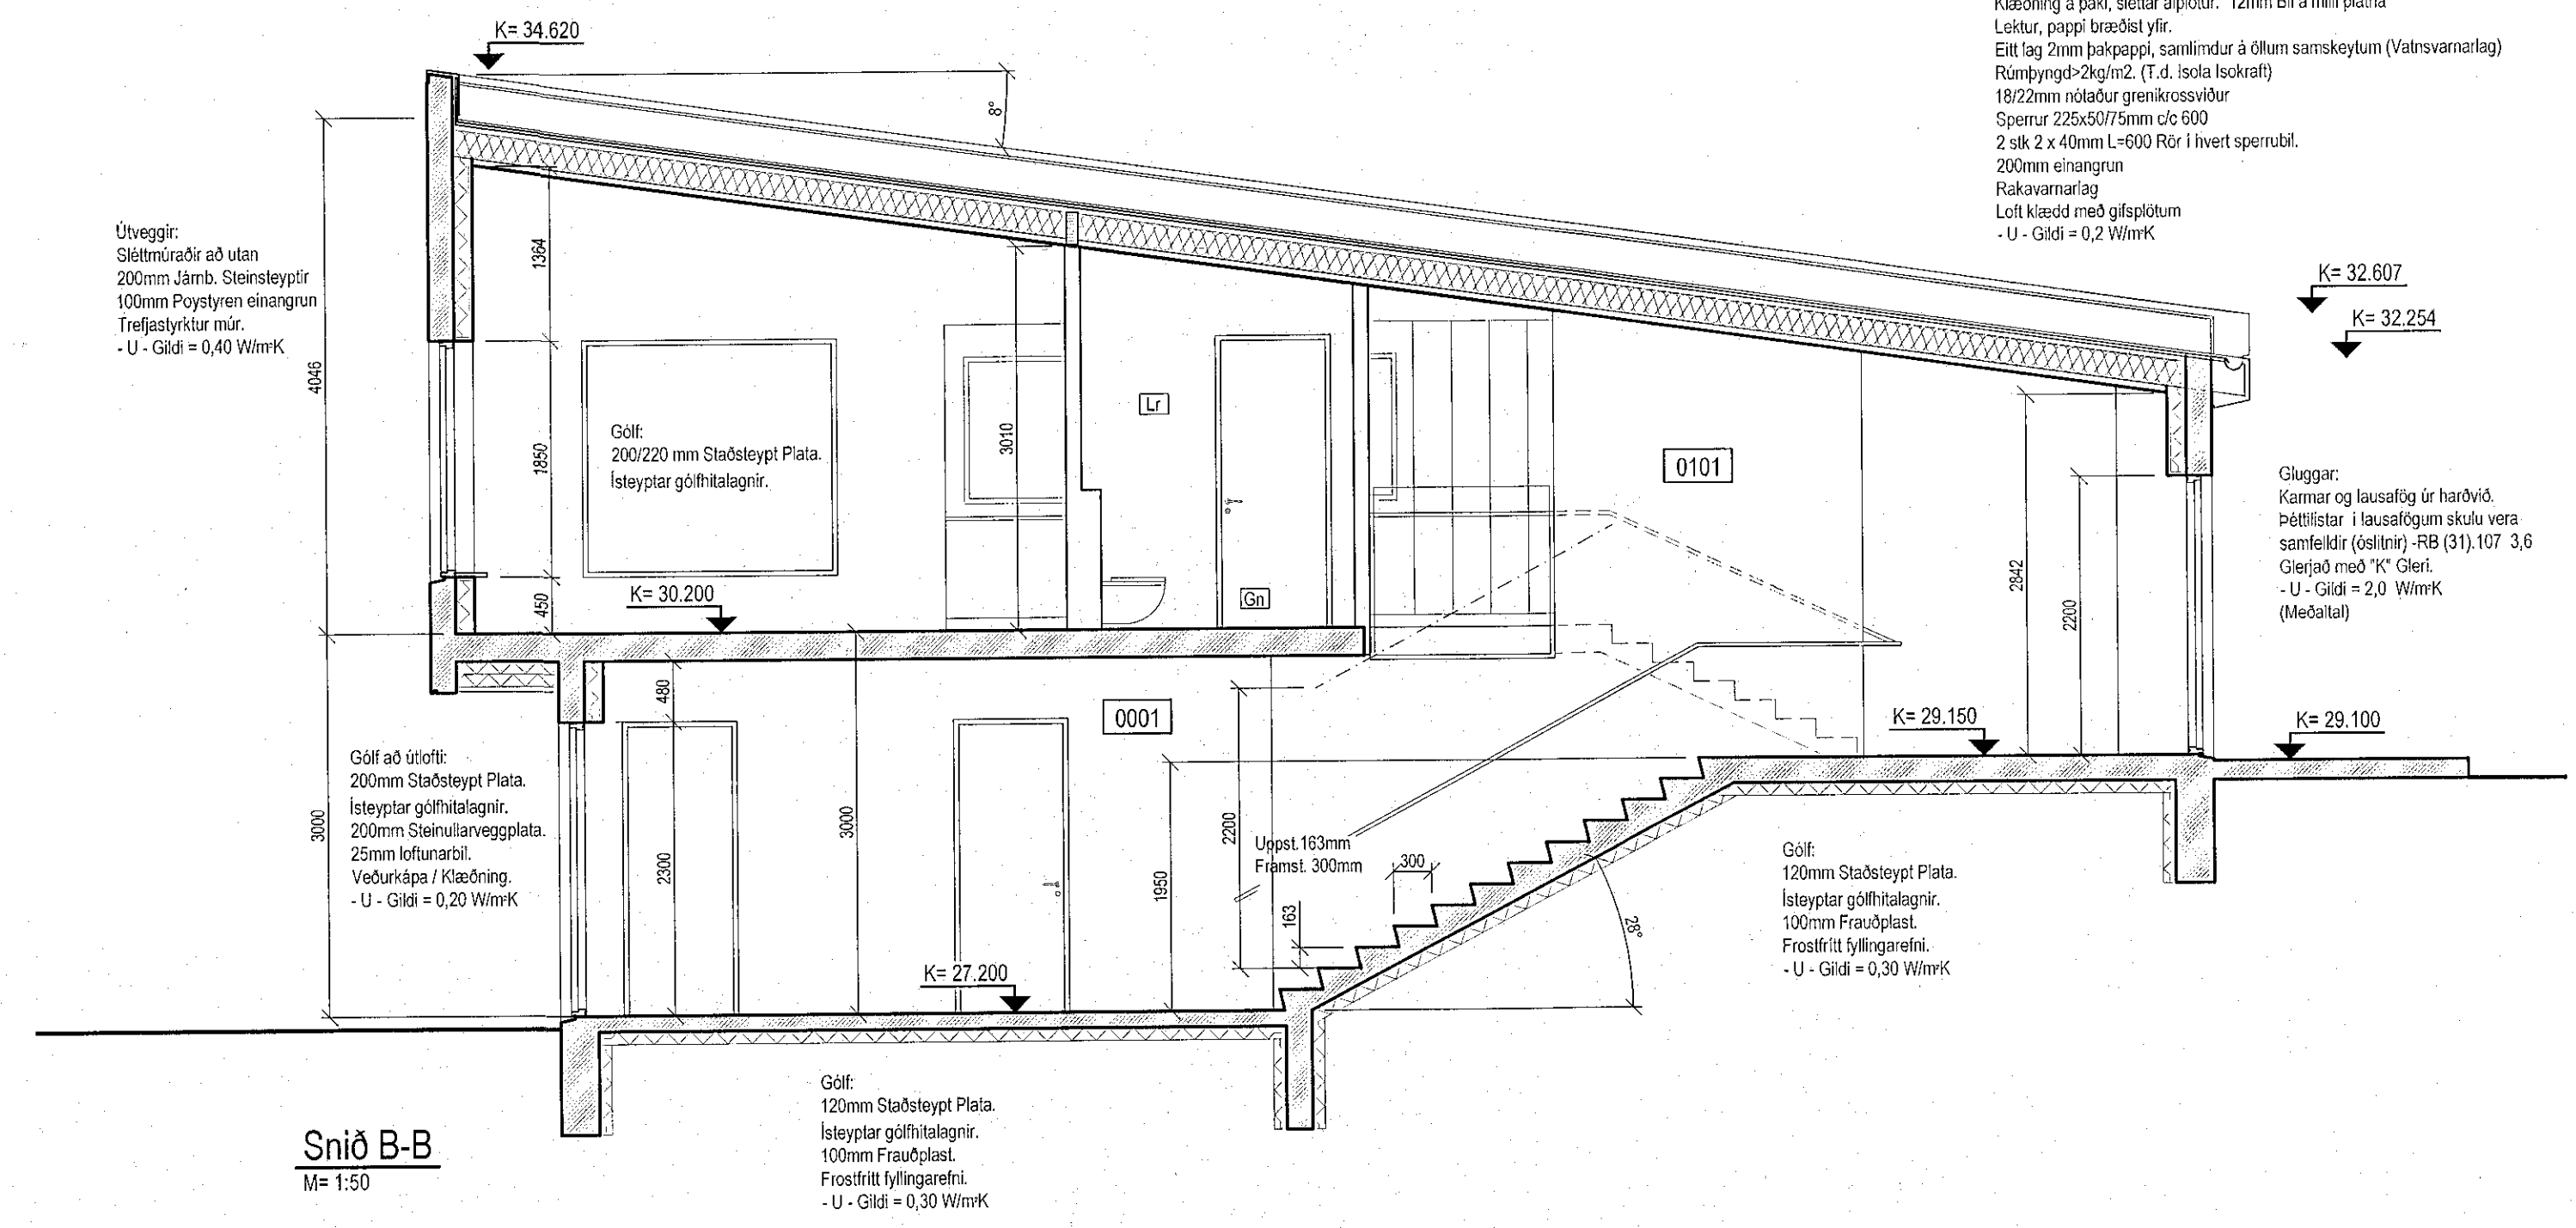 Klæðning á þaki, sléttar álplötur. 12mm Bil á milli platna
Lektur, pappi bræðist yfir.
Eitt lag 2mm þakpappi, samlímdur á öllum samskeytum (Vatnsvarnarlag)
Rúmþyngd>2kg/m2. (T.d. Isola Isokraft)
18/22mm nótaður grenikrossviður
Sperrur 225x50/75mm c/c 600
2 stk 2 x 40mm L=600 Rör í hvert sperrubil.
200mm einangrun
Rakavarnarlag
Loft klædd með gifsplötum
- U - Gildi = 0,2 W/m²K
K= 34.620
8°
Útveggir:
Sléttmúraðir að utan
200mm Járnb. Steinsteyptir
100mm Poystyren einangrun
Trefjastyrktur múr.
- U - Gildi = 0,40 W/m²K
4046
1364
1850
450
3010
Gólf:
200/220 mm Staðsteypt Plata.
Ísteyptar gólfhitalagnir.
Lr
Gn
0101
K= 30.200
K= 32.607
K= 32.254
2842
2200
Gluggar:
Karmar og lausafög úr harðvið.
Þéttilistar í lausafögum skulu vera
samfelldir (óslitnir) -RB (31).107 3,6
Glerjað með "K" Gleri.
- U - Gildi = 2,0 W/m²K
(Meðaltal)
K= 29.150
K= 29.100
480
0001
Gólf að útlofti:
200mm Staðsteypt Plata.
Ísteyptar gólfhitalagnir.
200mm Steinullarveggplata.
25mm loftunarbil.
Veðurkápa / Klæðning.
- U - Gildi = 0,20 W/m²K
3000
2300
3000
1950
2200
Uppst.163mm
Framst. 300mm
300
163
28°
K= 27.200
Gólf:
120mm Staðsteypt Plata.
Ísteyptar gólfhitalagnir.
100mm Frauðplast.
Frostfrítt fyllingarefni.
- U - Gildi = 0,30 W/m²K
Gólf:
120mm Staðsteypt Plata.
Ísteyptar gólfhitalagnir.
100mm Frauðplast.
Frostfrítt fyllingarefni.
- U - Gildi = 0,30 W/m²K
Snið B-B
M= 1:50